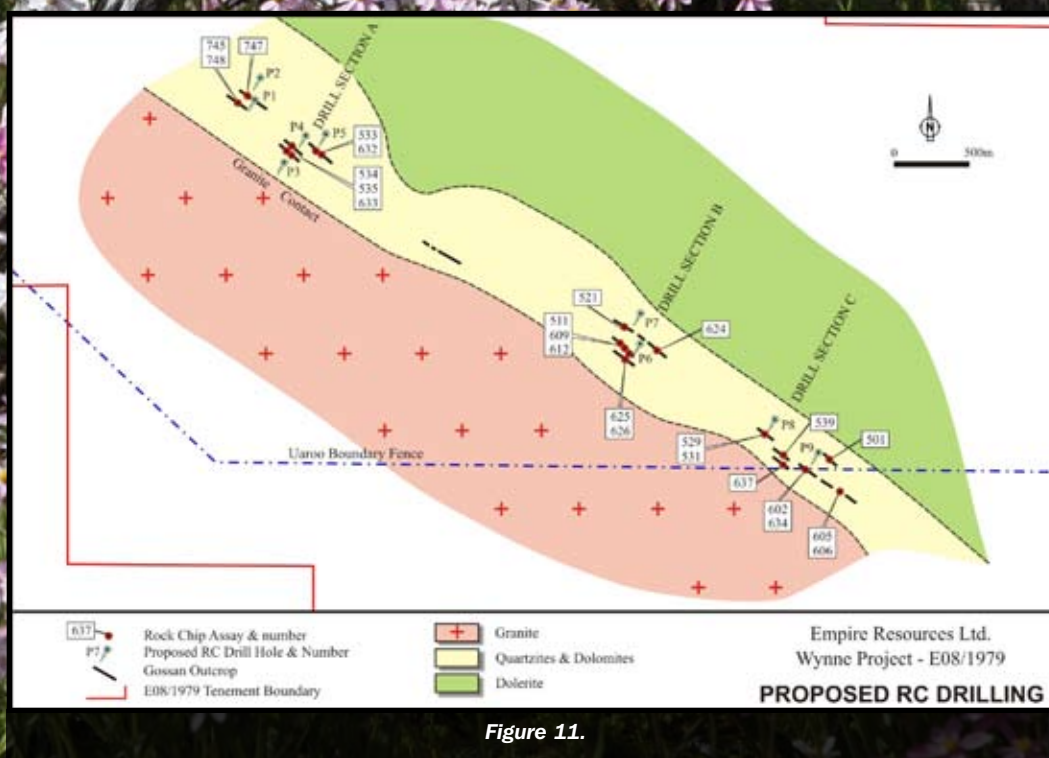 745
748
747
P2
P1
DRILL SECTION A
P4
P5
533
632
P3
534
535
633
Granite Contact
N
0 500m
DRILL SECTION B
521
P7
624
511
609
612
P6
625
626
DRILL SECTION C
P8
539
P9
501
529
531
Uaroo Boundary Fence
637
602
634
605
606
637 Rock Chip Assay & number
P7 Proposed RC Drill Hole & Number
Gossan Outcrop
E08/1979 Tenement Boundary
Granite
Quartzites & Dolomites
Dolerite
Empire Resources Ltd.
Wynne Project - E08/1979
PROPOSED RC DRILLING
Figure 11.